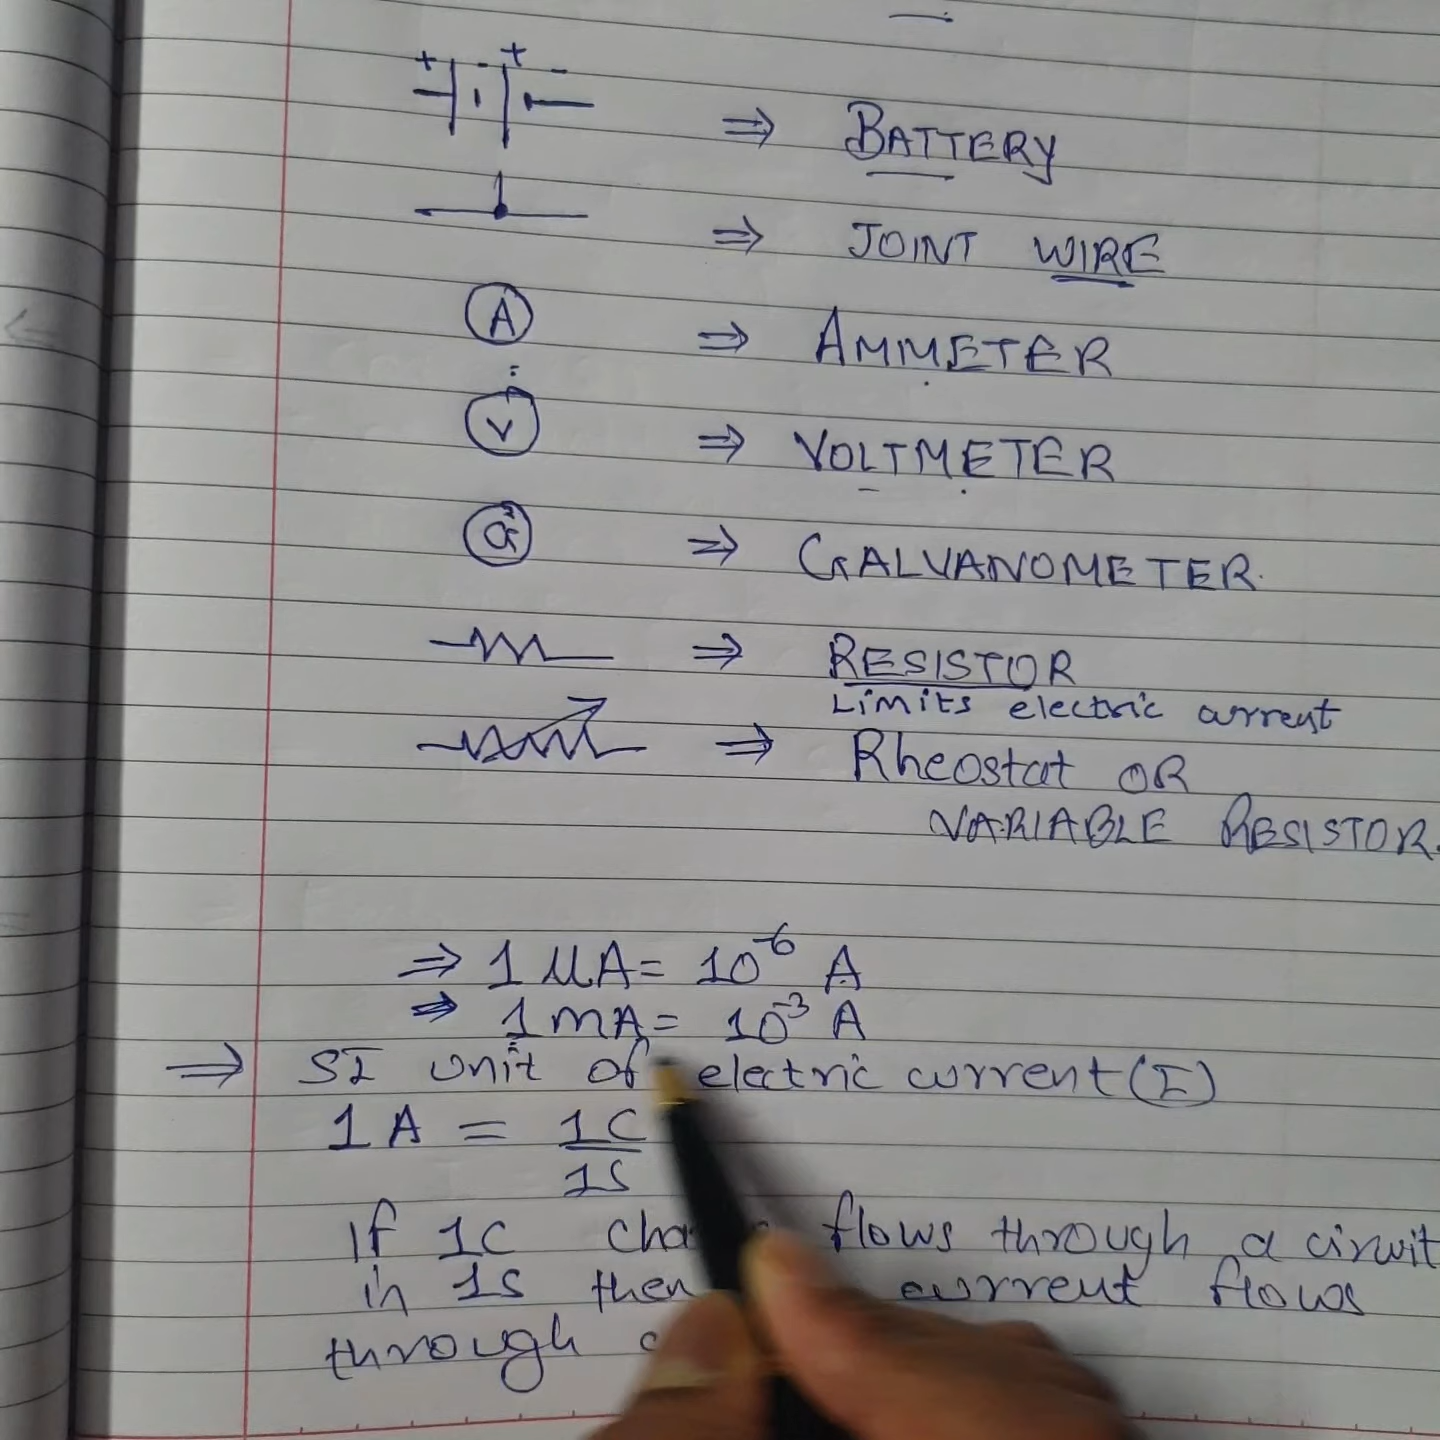 + - + -
⇒ BATTERY
⇒ JOINT WIRE
A ⇒ AMMETER
V ⇒ VOLTMETER
G ⇒ GALVANOMETER.
⇒ RESISTOR
Limits electric current
⇒ Rheostat OR
VARIABLE RESISTOR.
⇒ 1 μA = 10⁻⁶ A
⇒ 1 mA = 10⁻³ A
⇒ SI unit of electric current (I)
1 A = 1C
1S
If 1C flows through a circuit
in 1S then current flows
through